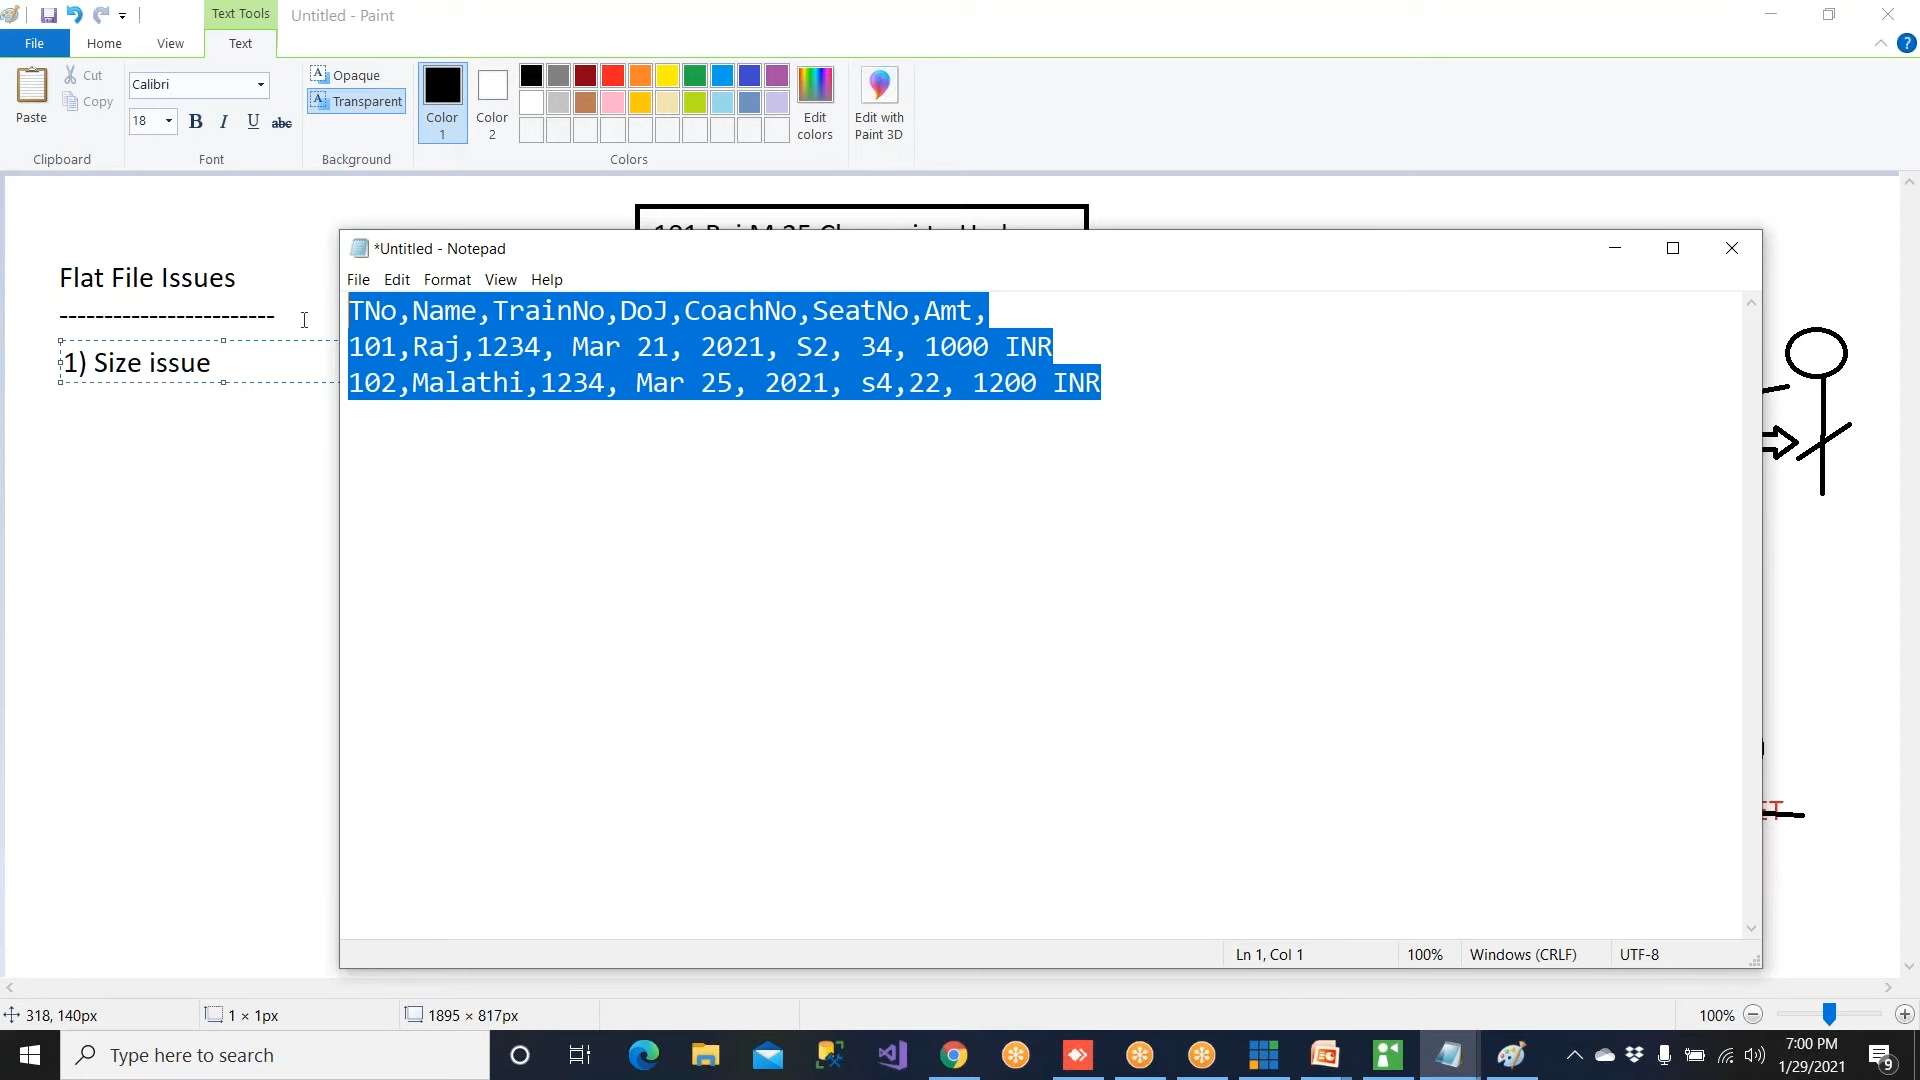 Text Tools
Untitled - Paint
File
Home
View
Text
Paste
Cut
Copy
Clipboard
Calibri
18
B
I
U
abc
Font
Opaque
Transparent
Background
Color
1
Color
2
Edit
colors
Colors
Edit with
Paint 3D
Flat File Issues
------------------------
1) Size issue
*Untitled - Notepad
File
Edit
Format
View
Help
TNo,Name,TrainNo,DoJ,CoachNo,SeatNo,Amt,
101,Raj,1234, Mar 21, 2021, S2, 34, 1000 INR
102,Malathi,1234, Mar 25, 2021, s4,22, 1200 INR
Ln 1, Col 1
100%
Windows (CRLF)
UTF-8
318, 140px
1 × 1px
1895 × 817px
100%
Type here to search
7:00 PM
1/29/2021
9